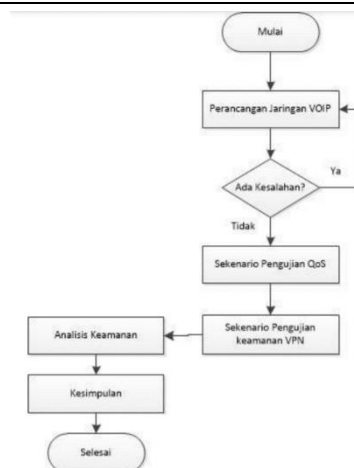 Mulai
Perancangan Jaringan VOIP
Ada Kesalahan?
Ya
Tidak
Sekenario Pengujian QoS
Sekenario Pengujian
keamanan VPN
Analisis Keamanan
Kesimpulan
Selesai